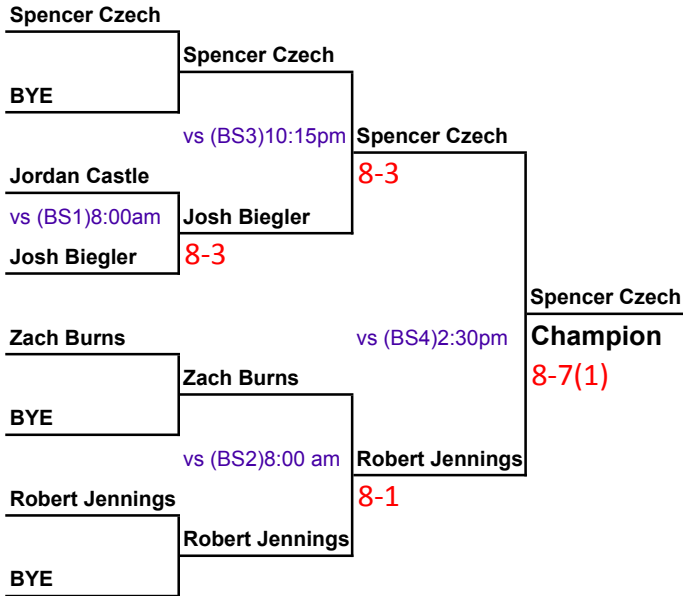 Spencer Czech
Spencer Czech
BYE
vs (BS3)10:15pm
Spencer Czech
8-3
Jordan Castle
vs (BS1)8:00am
Josh Biegler
Josh Biegler
8-3
Spencer Czech
Zach Burns
vs (BS4)2:30pm
Champion
8-7(1)
Zach Burns
BYE
vs (BS2)8:00 am
Robert Jennings
8-1
Robert Jennings
Robert Jennings
BYE